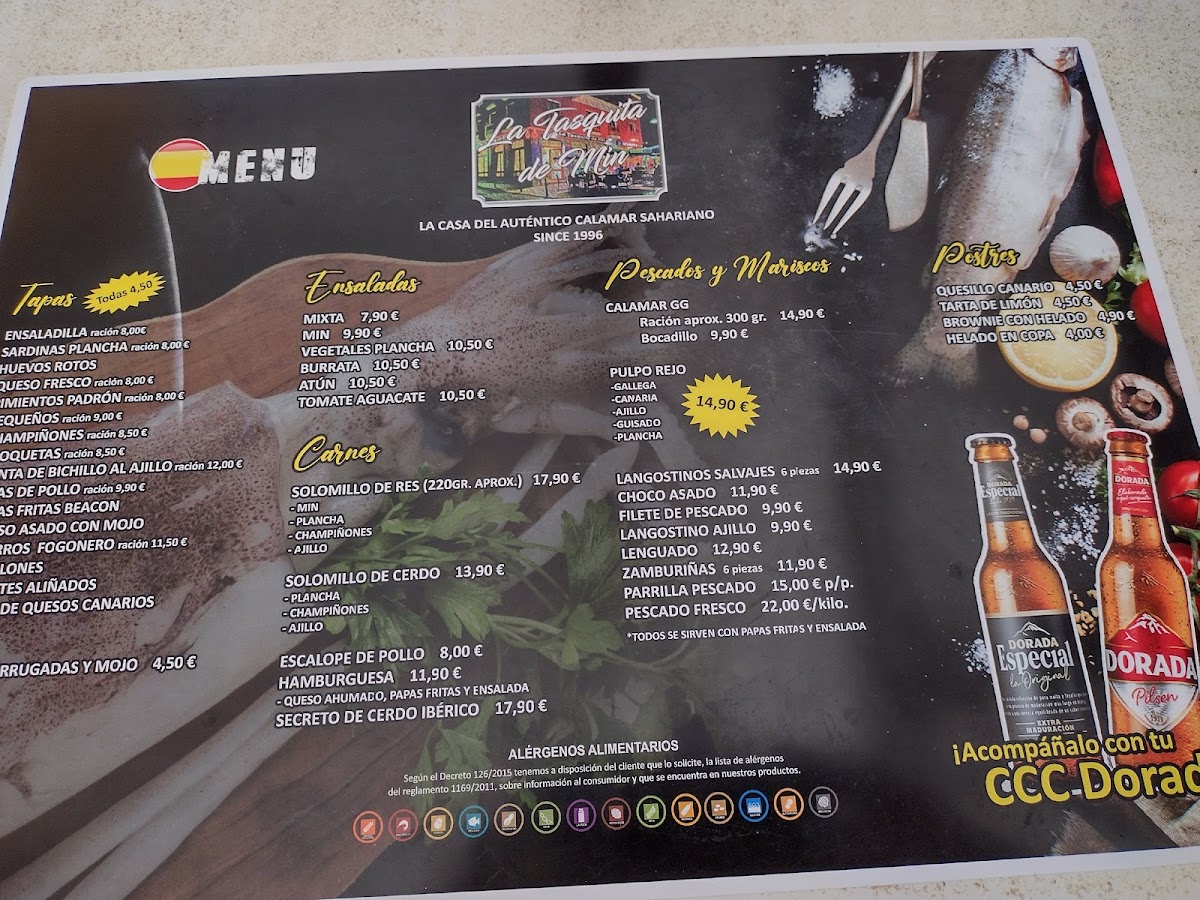 MENU
La Tasquita
de Min
LA CASA DEL AUTÉNTICO CALAMAR SAHARIANO
SINCE 1996
Tapas Todas 4,50
ENSALADILLA ración 8,00€
SARDINAS PLANCHA ración 8,00 €
HUEVOS ROTOS
QUESO FRESCO ración 8,00 €
IMIENTOS PADRÓN ración 8,00 €
EQUEÑOS ración 9,00 €
HAMPIÑONES ración 8,50 €
OQUETAS ración 8,50 €
NTA DE BICHILLO AL AJILLO ración 12,00 €
AS DE POLLO ración 9,90 €
AS FRITAS BEACON
SO ASADO CON MOJO
RROS FOGONERO ración 11,50 €
LONES
TES ALIÑADOS
DE QUESOS CANARIOS
RRUGADAS Y MOJO 4,50 €
Ensaladas
MIXTA 7,90 €
MIN 9,90 €
VEGETALES PLANCHA 10,50 €
BURRATA 10,50 €
ATÚN 10,50 €
TOMATE AGUACATE 10,50 €
Carnes
SOLOMILLO DE RES (220GR. APROX.) 17,90 €
- MIN
- PLANCHA
- CHAMPIÑONES
- AJILLO
SOLOMILLO DE CERDO 13,90 €
- PLANCHA
- CHAMPIÑONES
- AJILLO
ESCALOPE DE POLLO 8,00 €
HAMBURGUESA 11,90 €
- QUESO AHUMADO, PAPAS FRITAS Y ENSALADA
SECRETO DE CERDO IBÉRICO 17,90 €
Pescados y Mariscos
CALAMAR GG
Ración aprox. 300 gr. 14,90 €
Bocadillo 9,90 €
PULPO REJO
-GALLEGA
-CANARIA
-AJILLO
-GUISADO
-PLANCHA
14,90 €
LANGOSTINOS SALVAJES 6 piezas 14,90 €
CHOCO ASADO 11,90 €
FILETE DE PESCADO 9,90 €
LANGOSTINO AJILLO 9,90 €
LENGUADO 12,90 €
ZAMBURIÑAS 6 piezas 11,90 €
PARRILLA PESCADO 15,00 € p/p.
PESCADO FRESCO 22,00 €/kilo.
*TODOS SE SIRVEN CON PAPAS FRITAS Y ENSALADA
Postres
QUESILLO CANARIO 4,50 €
TARTA DE LIMÓN 4,50 €
BROWNIE CON HELADO 4,90 €
HELADO EN COPA 4,00 €
DORADA
Especial
DORADA
DORADA
Especial
la Original
EXTRA
MADURACIÓN
DORADA
Pilsen
¡Acompáñalo con tu
CCC Dorad
ALÉRGENOS ALIMENTARIOS
Según el Decreto 126/2015 tenemos a disposición del cliente que lo solicite, la lista de alérgenos
del reglamento 1169/2011, sobre información al consumidor y que se encuentra en nuestros productos.